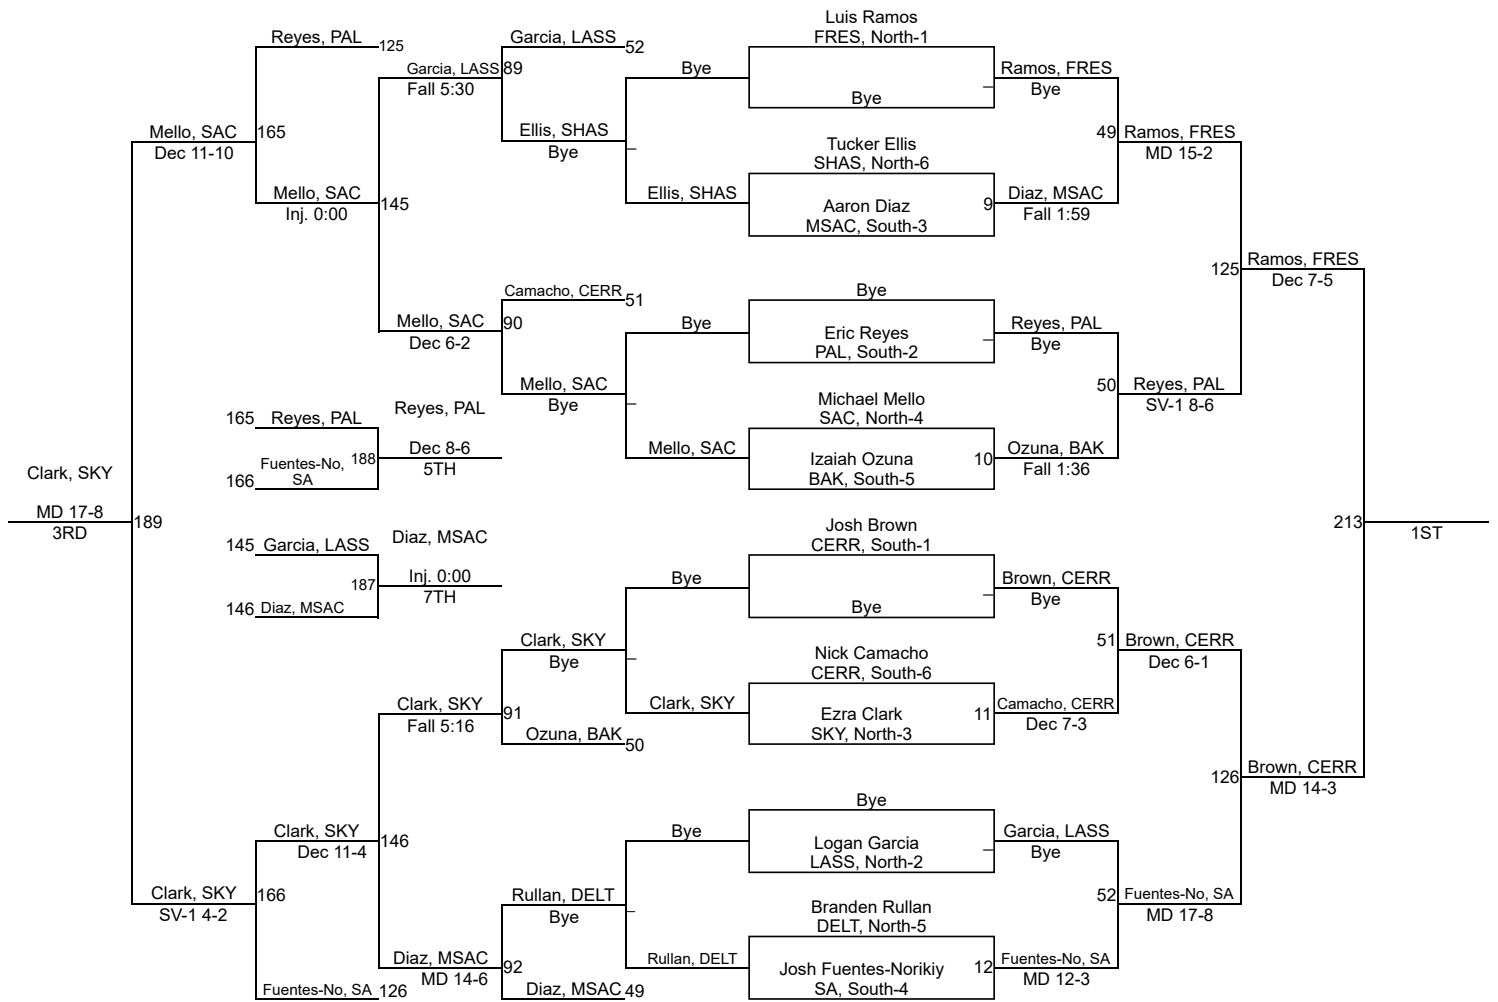 Luis Ramos
FRES, North-1
Reyes, PAL
125
Garcia, LASS
52
Garcia, LASS
89
Fall 5:30
Bye
Bye
Ramos, FRES
Bye
Mello, SAC
165
Dec 11-10
Ellis, SHAS
Bye
Tucker Ellis
SHAS, North-6
49
Ramos, FRES
MD 15-2
Mello, SAC
Inj. 0:00
145
Ellis, SHAS
Aaron Diaz
MSAC, South-3
9
Diaz, MSAC
Fall 1:59
125
Ramos, FRES
Dec 7-5
Camacho, CERR
51
Bye
Mello, SAC
90
Dec 6-2
Bye
Eric Reyes
PAL, South-2
Reyes, PAL
Bye
Mello, SAC
Bye
50
Reyes, PAL
SV-1 8-6
165
Reyes, PAL
Reyes, PAL
Michael Mello
SAC, North-4
188
Dec 8-6
5TH
166
Fuentes-No,
SA
Mello, SAC
Izaiah Ozuna
BAK, South-5
10
Ozuna, BAK
Fall 1:36
Clark, SKY
MD 17-8
3RD
189
213
1ST
145
Garcia, LASS
Diaz, MSAC
Josh Brown
CERR, South-1
187
Inj. 0:00
7TH
146
Diaz, MSAC
Bye
Bye
Brown, CERR
Bye
Clark, SKY
Bye
Nick Camacho
CERR, South-6
51
Brown, CERR
Dec 6-1
Clark, SKY
Fall 5:16
91
Clark, SKY
Ezra Clark
SKY, North-3
11
Camacho, CERR
Dec 7-3
Ozuna, BAK
50
126
Brown, CERR
MD 14-3
Bye
Clark, SKY
Dec 11-4
146
Bye
Logan Garcia
LASS, North-2
Garcia, LASS
Bye
Clark, SKY
SV-1 4-2
166
Rullan, DELT
Bye
Branden Rullan
DELT, North-5
52
Fuentes-No, SA
MD 17-8
Diaz, MSAC
MD 14-6
92
Rullan, DELT
Josh Fuentes-Norikiy
SA, South-4
12
Fuentes-No, SA
MD 12-3
Fuentes-No, SA
126
Diaz, MSAC
49